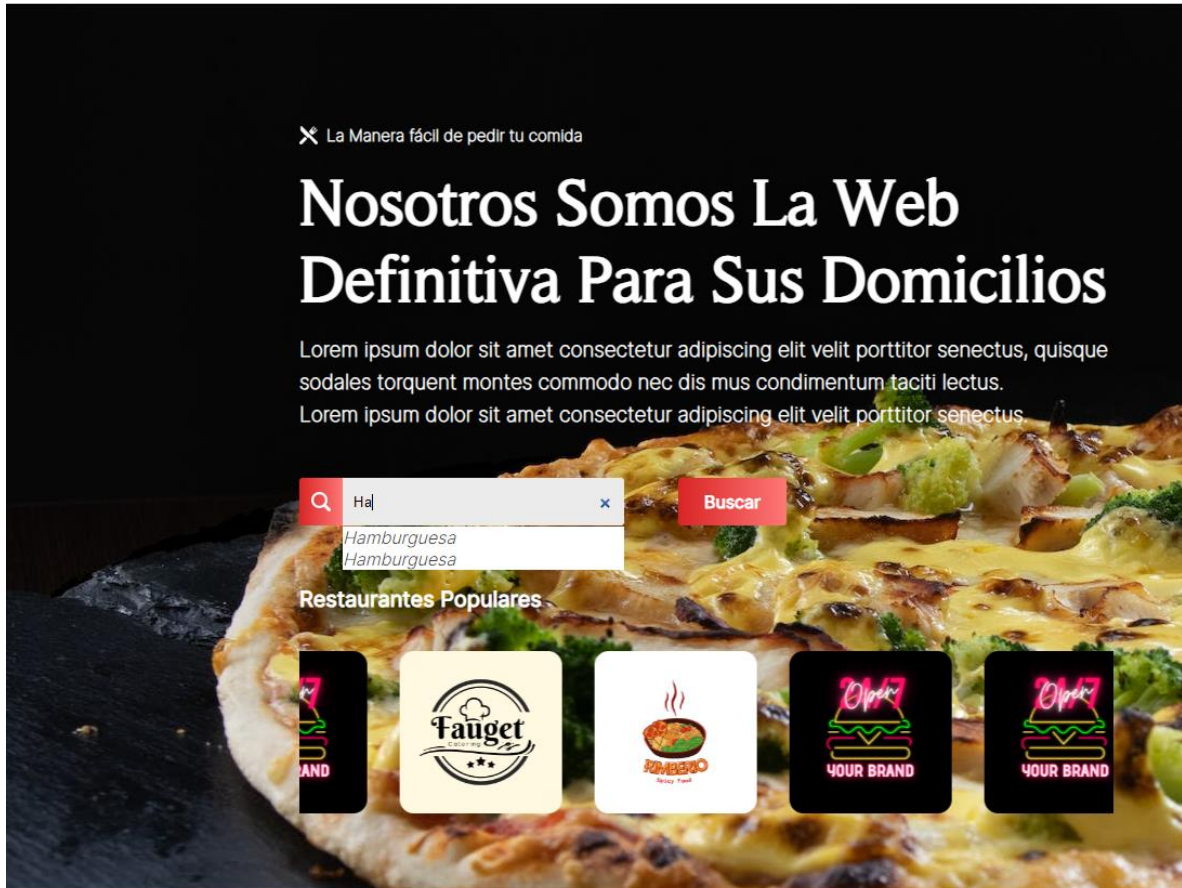 La Manera fácil de pedir tu comida
Nosotros Somos La Web
Definitiva Para Sus Domicilios
Lorem ipsum dolor sit amet consectetur adipiscing elit velit porttitor senectus, quisque
sodales torquent montes commodo nec dis mus condimentum taciti lectus.
Lorem ipsum dolor sit amet consectetur adipiscing elit velit porttitor senectus.
Ha
Buscar
Hamburguesa
Hamburguesa
Restaurantes Populares
7
AND
Fauget
Catering
RIMBERIO
Spicy Food
24/7
Open
YOUR BRAND
24/7
Open
YOUR BRAND